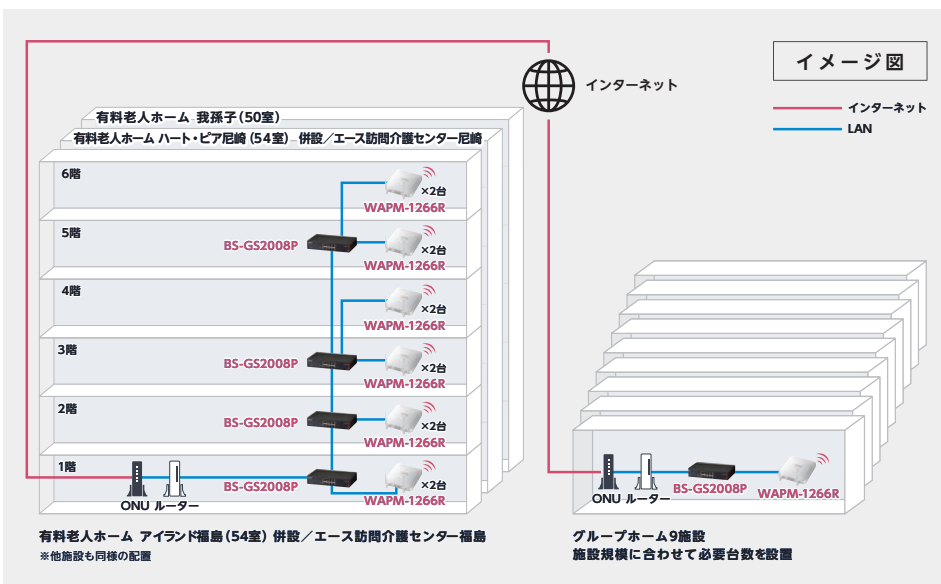 イメージ図
インターネット
インターネット
LAN
有料老人ホーム 我孫子（50室）
有料老人ホーム ハート・ピア尼崎（54室） 併設／エース訪問介護センター尼崎
6階
×2台
WAPM-1266R
5階
BS-GS2008P
×2台
WAPM-1266R
4階
×2台
WAPM-1266R
3階
BS-GS2008P
×2台
WAPM-1266R
2階
BS-GS2008P
×2台
WAPM-1266R
1階
ONU ルーター
BS-GS2008P
×2台
WAPM-1266R
有料老人ホーム アイランド福島（54室） 併設／エース訪問介護センター福島
※他施設も同様の配置
ONU ルーター
BS-GS2008P
WAPM-1266R
グループホーム9施設
施設規模に合わせて必要台数を設置